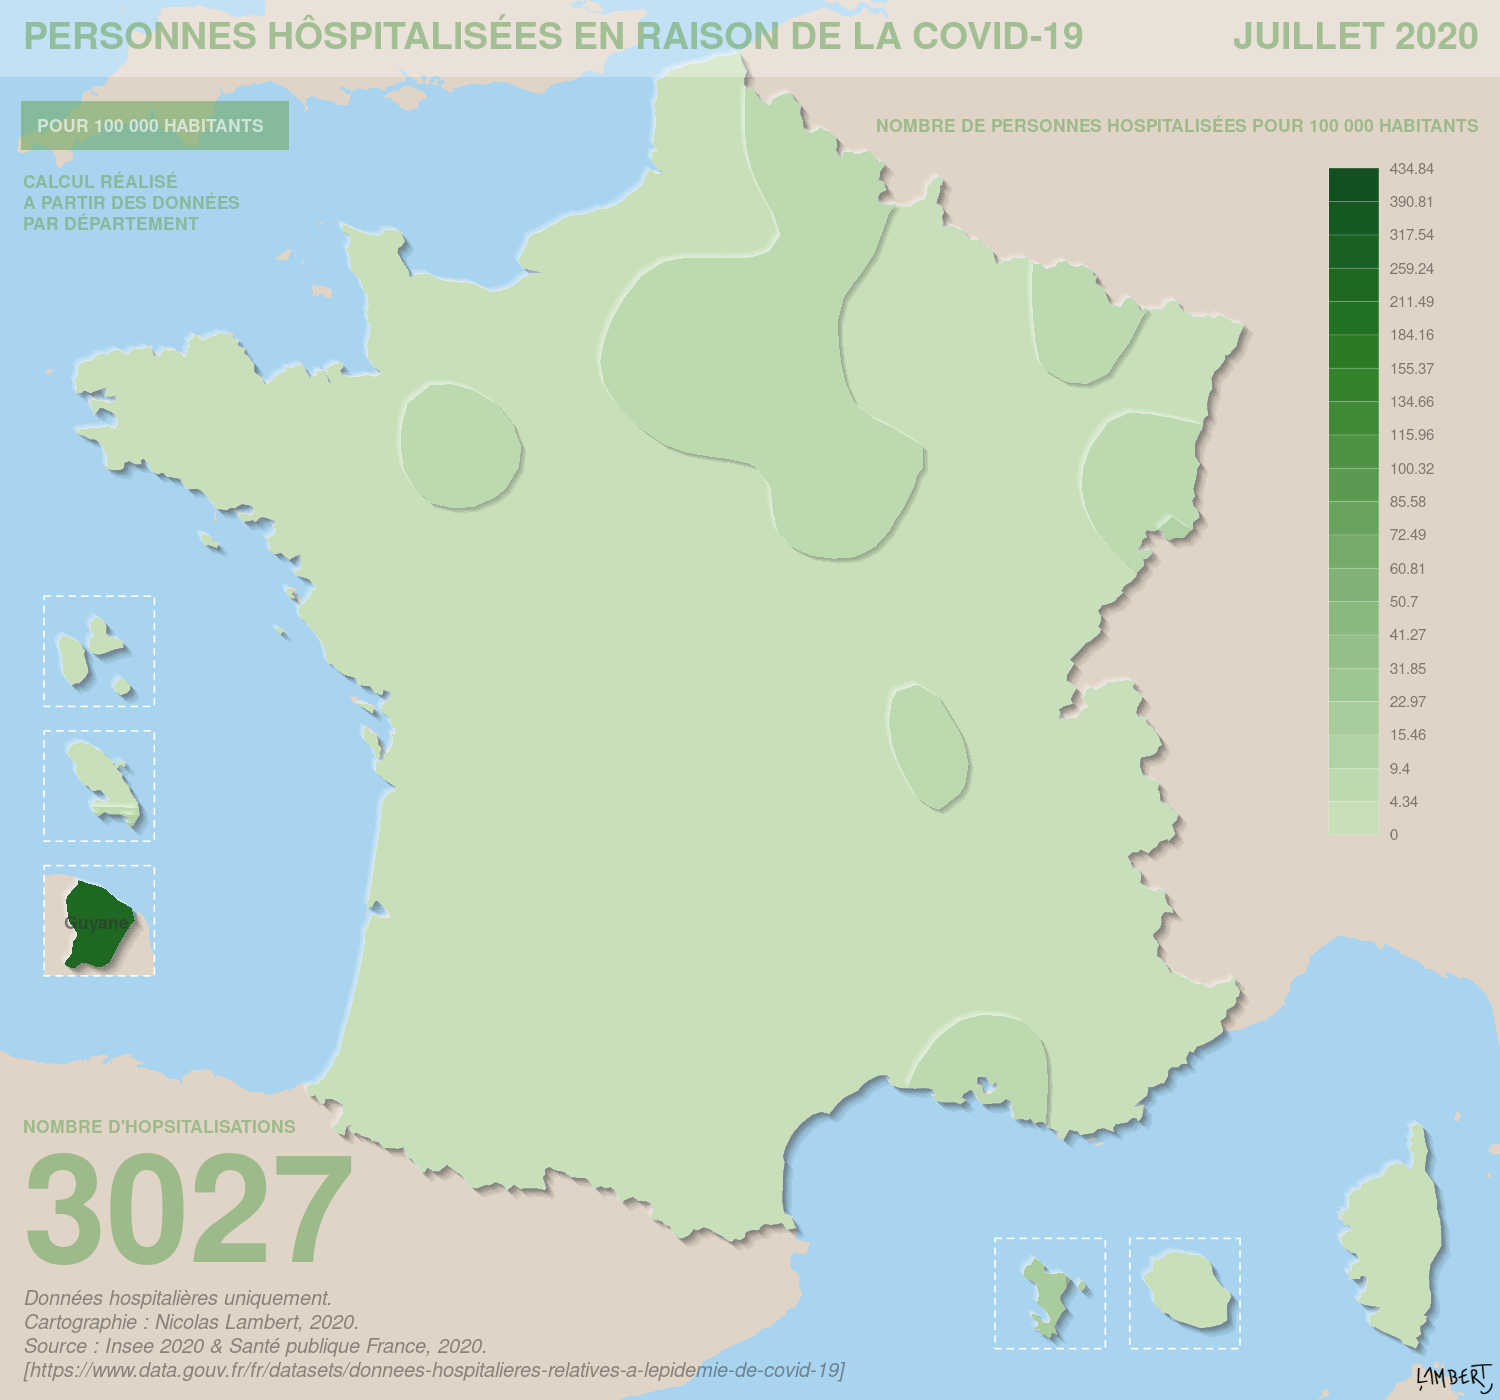 PERSONNES HÔSPITALISÉES EN RAISON DE LA COVID-19
JUILLET 2020
POUR 100 000 HABITANTS
CALCUL RÉALISÉ
A PARTIR DES DONNÉES
PAR DÉPARTEMENT
NOMBRE DE PERSONNES HOSPITALISÉES POUR 100 000 HABITANTS
434.84
390.81
317.54
259.24
211.49
184.16
155.37
134.66
115.96
100.32
85.58
72.49
60.81
50.7
41.27
31.85
22.97
15.46
9.4
4.34
0
Guyane
NOMBRE D'HOPSITALISATIONS
3027
Données hospitalières uniquement.
Cartographie : Nicolas Lambert, 2020.
Source : Insee 2020 & Santé publique France, 2020.
[https://www.data.gouv.fr/fr/datasets/donnees-hospitalieres-relatives-a-lepidemie-de-covid-19]
LAMBERT